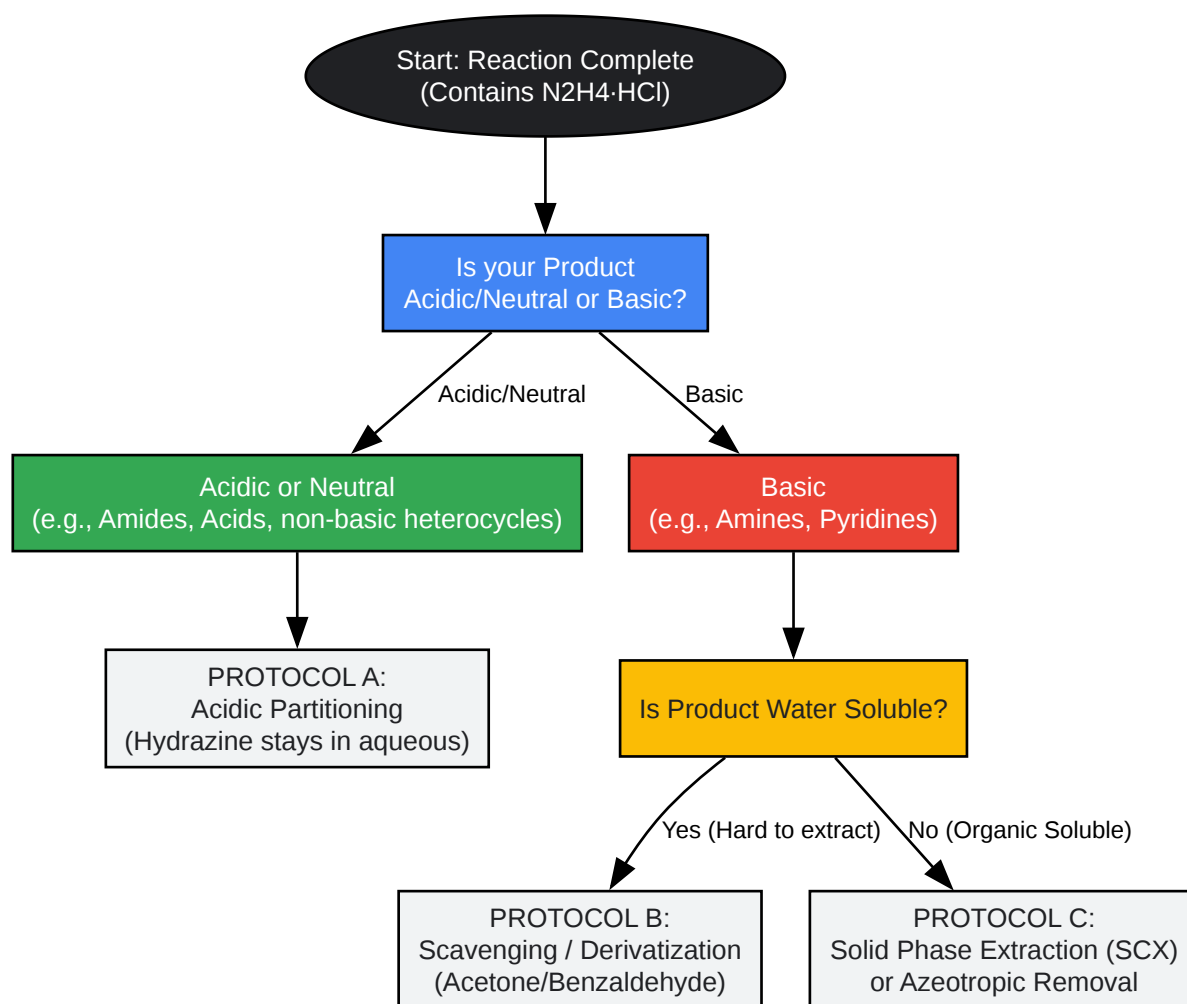 Start: Reaction Complete
(Contains N2H4·HCl)
Is your Product
Acidic/Neutral or Basic?
Acidic/Neutral
Basic
Acidic or Neutral
(e.g., Amides, Acids, non-basic heterocycles)
Basic
(e.g., Amines, Pyridines)
PROTOCOL A:
Acidic Partitioning
(Hydrazine stays in aqueous)
Is Product Water Soluble?
Yes (Hard to extract)
No (Organic Soluble)
PROTOCOL B:
Scavenging / Derivatization
(Acetone/Benzaldehyde)
PROTOCOL C:
Solid Phase Extraction (SCX)
or Azeotropic Removal